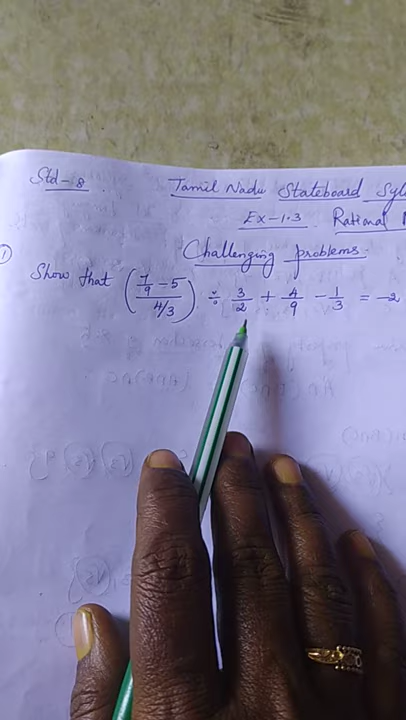 Std-8 Tamil Nadu Stateboard
Ex-1.3 Rational
Challenging problems.
① Show that ((7/9 - 5)/(4/3)) ÷ 3/2 + 4/9 - 1/3 = -2